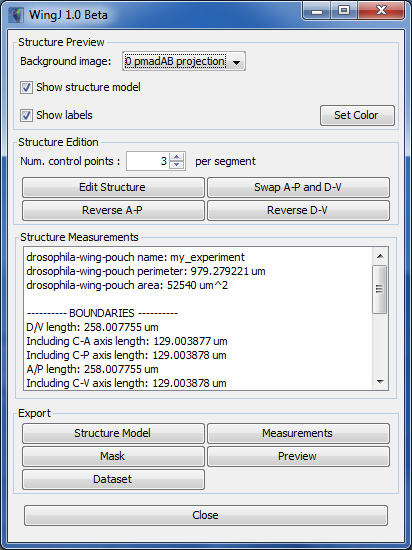 WingJ 1.0 Beta
Structure Preview
Background image: 0 pmadAB projection
Show structure model
Show labels Set Color
Structure Edition
Num. control points : 3 per segment
Edit Structure Swap A-P and D-V
Reverse A-P Reverse D-V
Structure Measurements
drosophila-wing-pouch name: my_experiment
drosophila-wing-pouch perimeter: 979.279221 um
drosophila-wing-pouch area: 52540 um^2
---------- BOUNDARIES ----------
D/V length: 258.007755 um
Including C-A axis length: 129.003877 um
Including C-P axis length: 129.003878 um
A/P length: 258.007755 um
Including C-V axis length: 129.003878 um
Export
Structure Model Measurements
Mask Preview
Dataset
Close